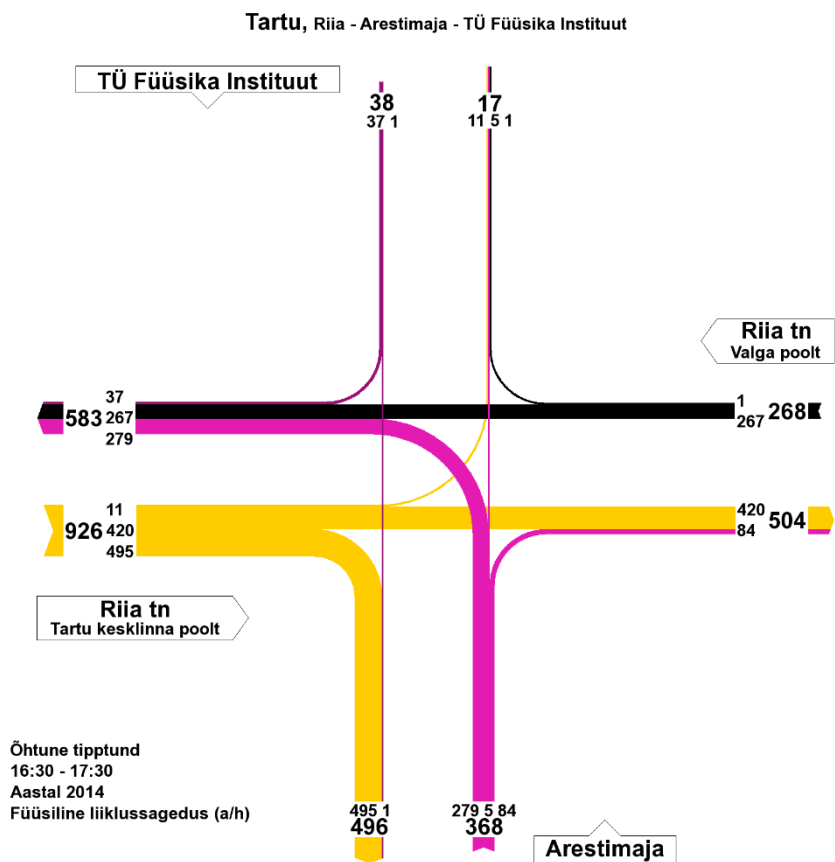 Tartu, Riia - Arestimaja - TÜ Füüsika Instituut
TÜ Füüsika Instituut
38
37 1
17
11 5 1
Riia tn
Valga poolt
583
37
267
279
1
267
268
926
11
420
495
420
84
504
Riia tn
Tartu kesklinna poolt
Õhtune tipptund
16:30 - 17:30
Aastal 2014
Füüsiline liiklussagedus (a/h)
495 1
496
279 5 84
368
Arestimaja